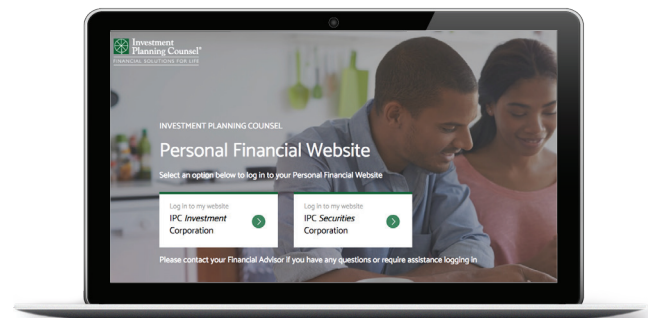 Investment
Planning Counsel®
FINANCIAL SOLUTIONS FOR LIFE
INVESTMENT PLANNING COUNSEL
Personal Financial Website
Select an option below to log in to your Personal Financial Website
Log in to my website
IPC Investment
Corporation
Log in to my website
IPC Securities
Corporation
Please contact your Financial Advisor if you have any questions or require assistance logging in